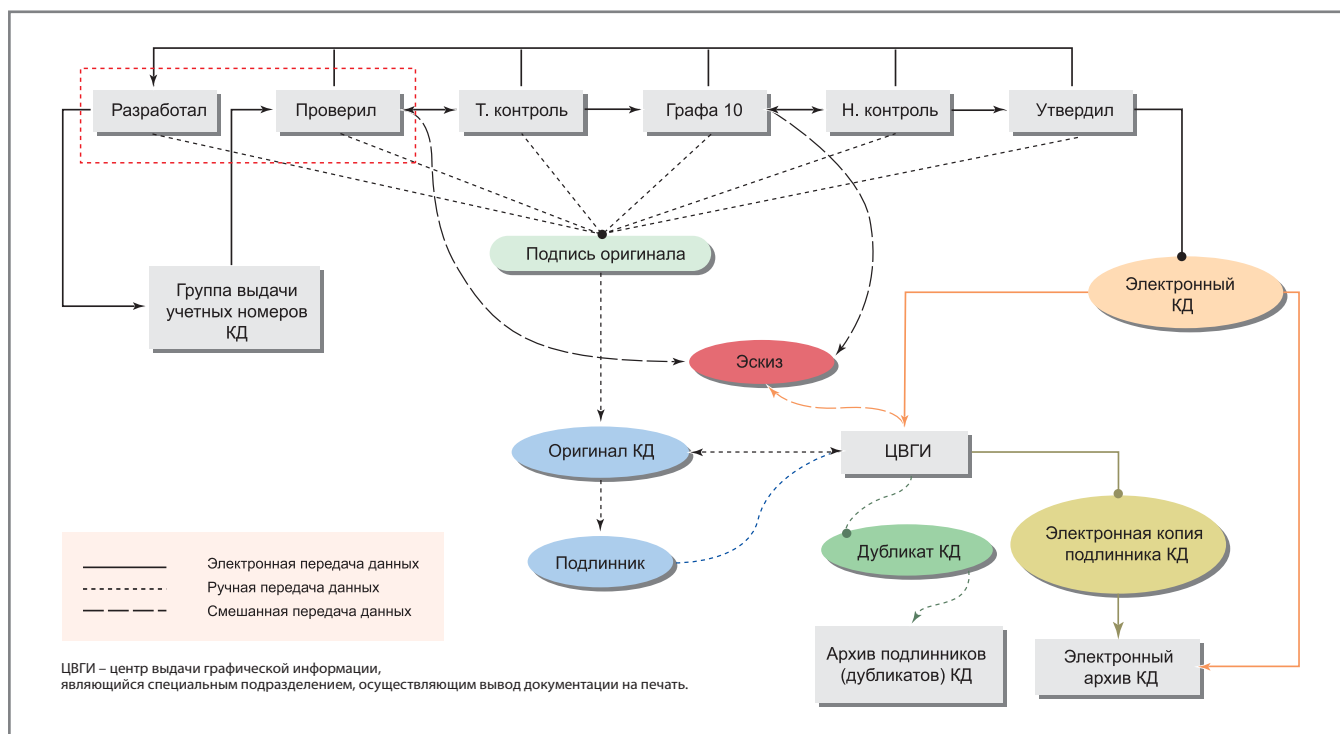 Разработал
Проверил
Т. контроль
Графа 10
Н. контроль
Утвердил
Подпись оригинала
Группа выдачи
учетных номеров
КД
Электронный
КД
Эскиз
Оригинал КД
ЦВГИ
Подлинник
Дубликат КД
Электронная копия
подлинника КД
Электронная передача данных
Ручная передача данных
Смешанная передача данных
Архив подлинников
(дубликатов) КД
Электронный
архив КД
ЦВГИ – центр выдачи графической информации,
являющийся специальным подразделением, осуществляющим вывод документации на печать.